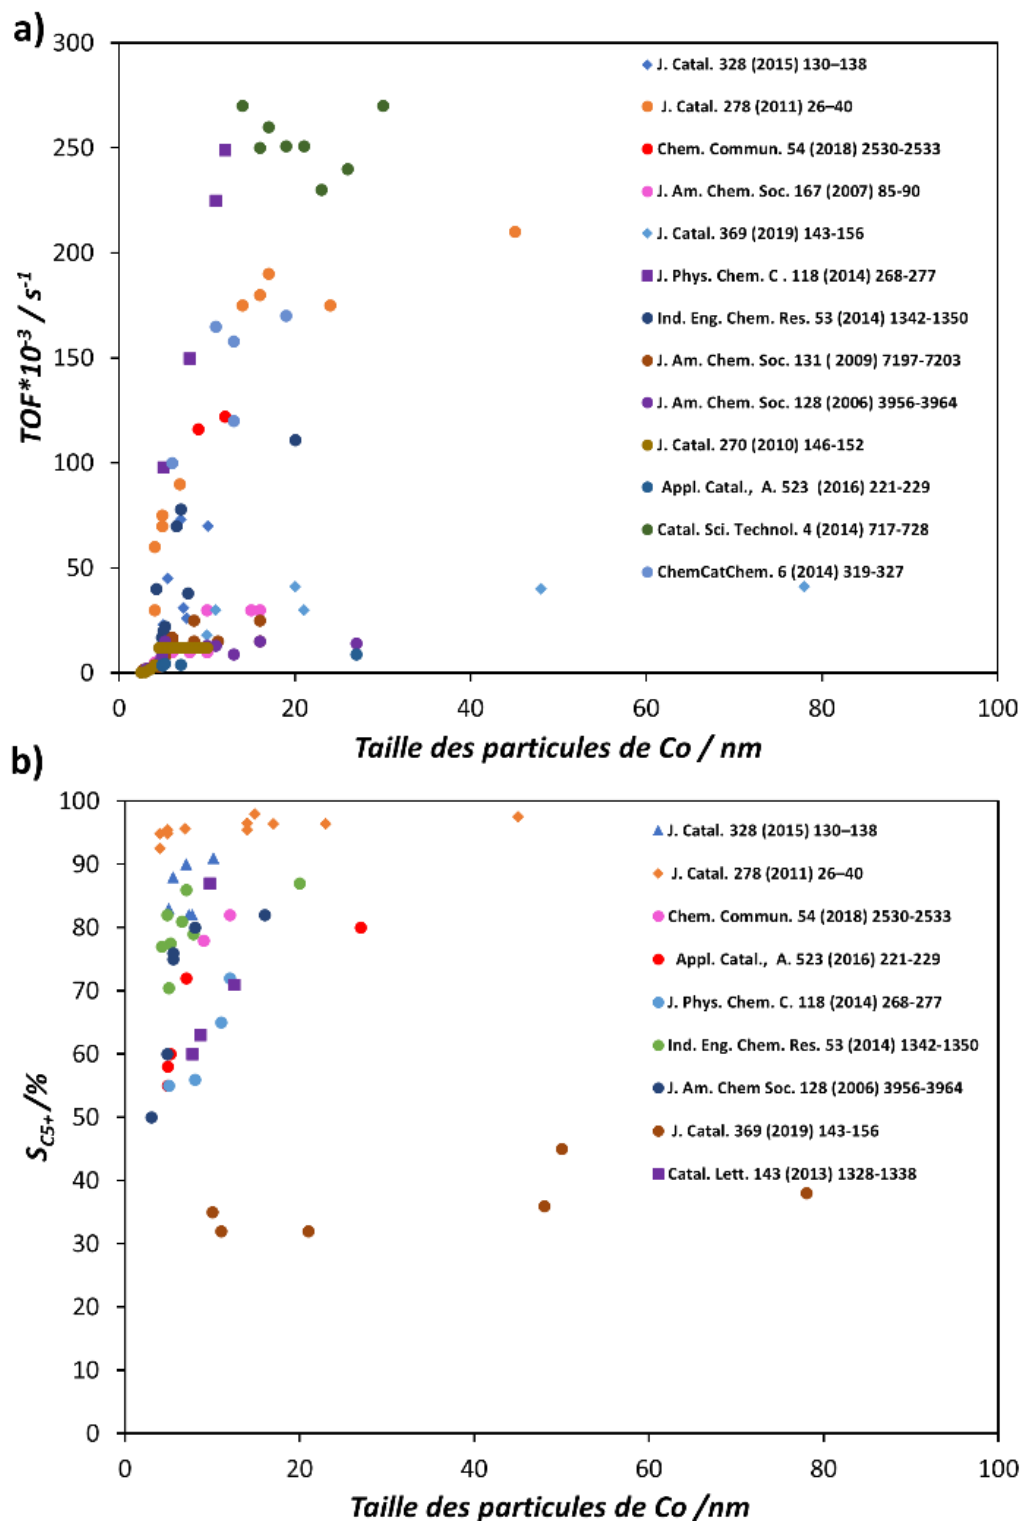 a)
300
250
200
150
100
50
0
TOF*10-3 / s-1
J. Catal. 328 (2015) 130–138
J. Catal. 278 (2011) 26–40
Chem. Commun. 54 (2018) 2530-2533
J. Am. Chem. Soc. 167 (2007) 85-90
J. Catal. 369 (2019) 143-156
J. Phys. Chem. C . 118 (2014) 268-277
Ind. Eng. Chem. Res. 53 (2014) 1342-1350
J. Am. Chem. Soc. 131 ( 2009) 7197-7203
J. Am. Chem. Soc. 128 (2006) 3956-3964
J. Catal. 270 (2010) 146-152
Appl. Catal., A. 523 (2016) 221-229
Catal. Sci. Technol. 4 (2014) 717-728
ChemCatChem. 6 (2014) 319-327
0 20 40 60 80 100
Taille des particules de Co / nm
b)
100
90
80
70
60
50
40
30
20
10
0
SC5+/%
J. Catal. 328 (2015) 130–138
J. Catal. 278 (2011) 26–40
Chem. Commun. 54 (2018) 2530-2533
Appl. Catal., A. 523 (2016) 221-229
J. Phys. Chem. C. 118 (2014) 268-277
Ind. Eng. Chem. Res. 53 (2014) 1342-1350
J. Am. Chem Soc. 128 (2006) 3956-3964
J. Catal. 369 (2019) 143-156
Catal. Lett. 143 (2013) 1328-1338
0 20 40 60 80 100
Taille des particules de Co /nm